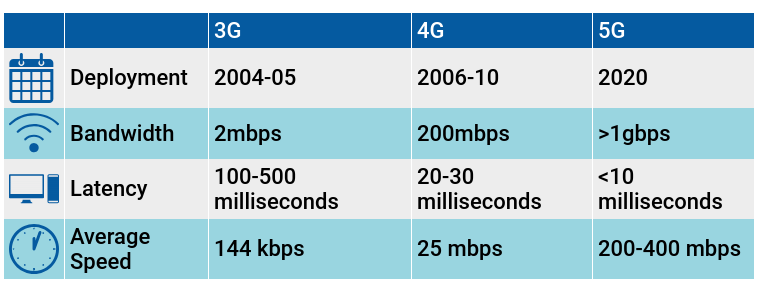 3G 4G 5G
Deployment 2004-05 2006-10 2020
Bandwidth 2mbps 200mbps >1gbps
Latency 100-500 milliseconds 20-30 milliseconds <10 milliseconds
Average Speed 144 kbps 25 mbps 200-400 mbps